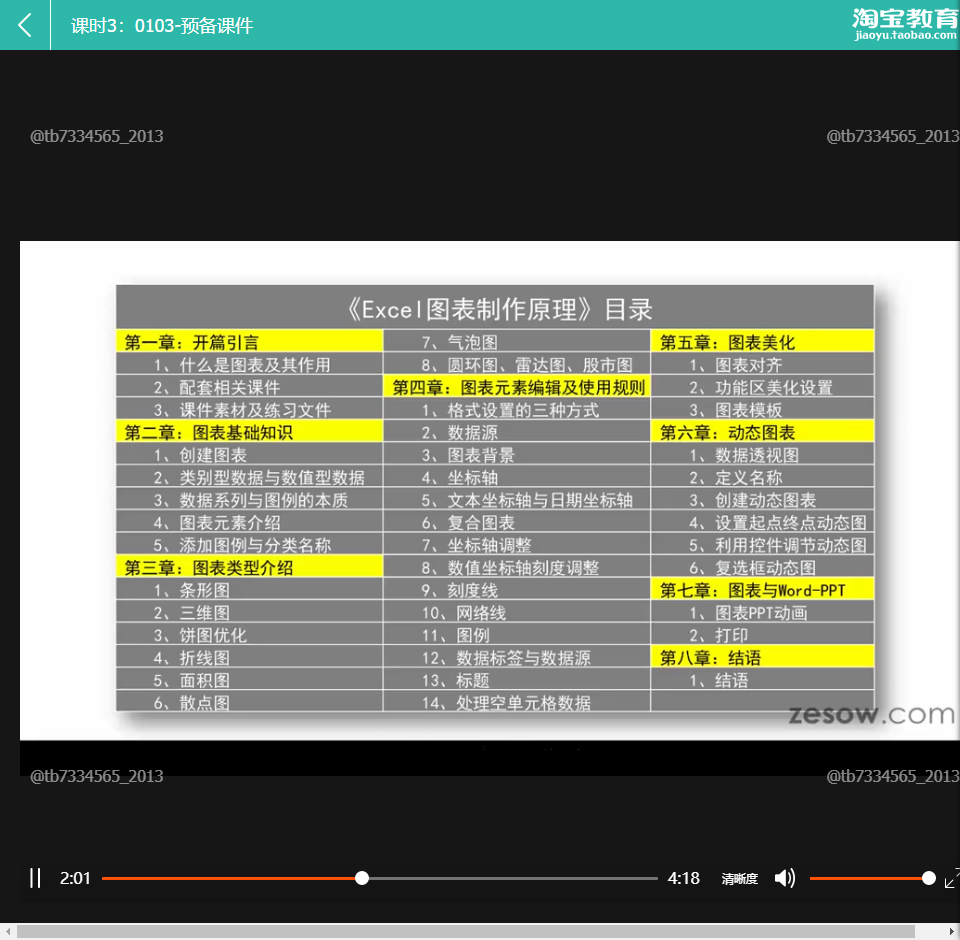 课时3：0103-预备课件
淘宝教育
jiaoyu.taobao.com
@tb7334565_2013
@tb7334565_2013
《Excel图表制作原理》目录
第一章：开篇引言
1、什么是图表及其作用
2、配套相关课件
3、课件素材及练习文件
第二章：图表基础知识
1、创建图表
2、类别型数据与数值型数据
3、数据系列与图例的本质
4、图表元素介绍
5、添加图例与分类名称
第三章：图表类型介绍
1、条形图
2、三维图
3、饼图优化
4、折线图
5、面积图
6、散点图
7、气泡图
8、圆环图、雷达图、股市图
第四章：图表元素编辑及使用规则
1、格式设置的三种方式
2、数据源
3、图表背景
4、坐标轴
5、文本坐标轴与日期坐标轴
6、复合图表
7、坐标轴调整
8、数值坐标轴刻度调整
9、刻度线
10、网络线
11、图例
12、数据标签与数据源
13、标题
14、处理空单元格数据
第五章：图表美化
1、图表对齐
2、功能区美化设置
3、图表模板
第六章：动态图表
1、数据透视图
2、定义名称
3、创建动态图表
4、设置起点终点动态图
5、利用控件调节动态图
6、复选框动态图
第七章：图表与Word-PPT
1、图表PPT动画
2、打印
第八章：结语
1、结语
zesow.com
@tb7334565_2013
@tb7334565_2013
2:01
4:18
清晰度